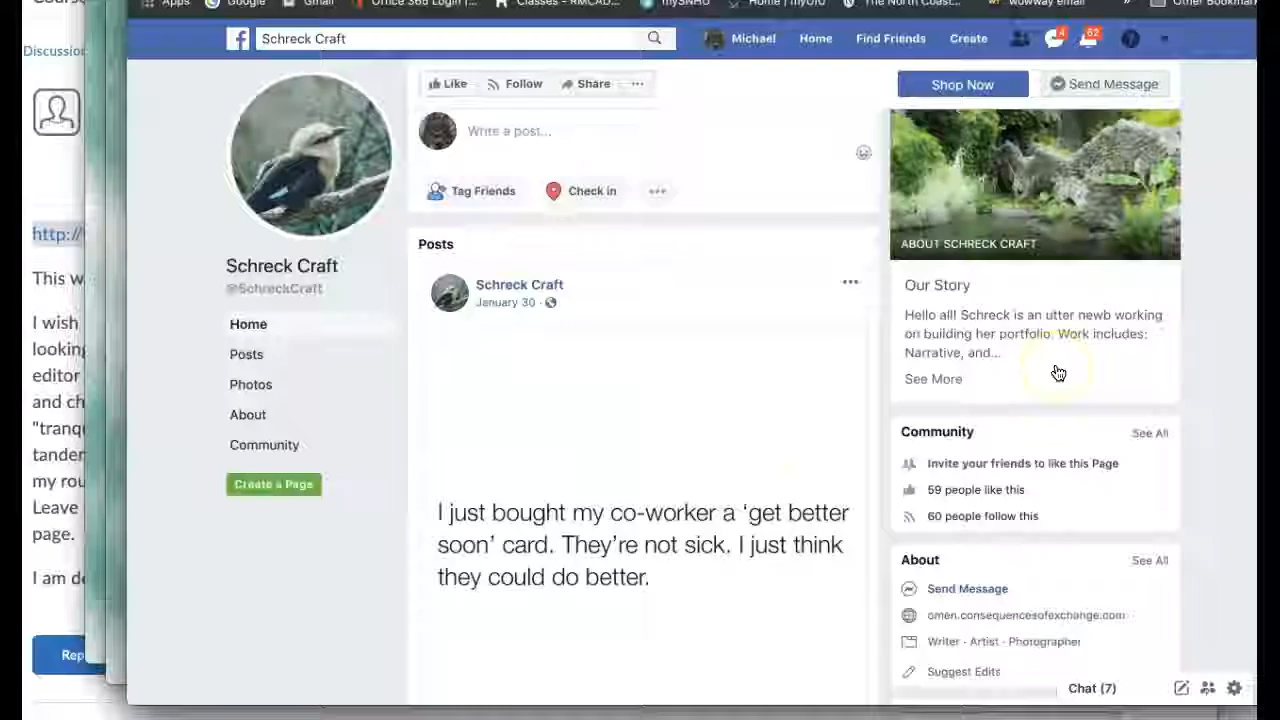 Course
Apps Google Gmail Office 365 Login |... Classes - RMCAD... mySNHU Home | myUIU The North Coast... wowway email » Other Bookmar
Schreck Craft
Michael Home Find Friends Create 4 62
Discussion
Like Follow Share ...
Shop Now Send Message
Write a post...
Tag Friends Check in ...
ABOUT SCHRECK CRAFT
Posts
Schreck Craft
@SchreckCraft
Home
Posts
Photos
About
Community
Create a Page
Schreck Craft
January 30 ·
I just bought my co-worker a ‘get better
soon’ card. They’re not sick. I just think
they could do better.
Our Story
Hello all! Schreck is an utter newb working
on building her portfolio. Work includes:
Narrative, and...
See More
Community See All
Invite your friends to like this Page
59 people like this
60 people follow this
About See All
Send Message
omen.consequencesofexchange.com
Writer · Artist · Photographer
Suggest Edits
Chat (7)
http://
This w
I wish
looking
editor
and ch
"tranqu
tander
my rou
Leave
page.
I am de
Rep